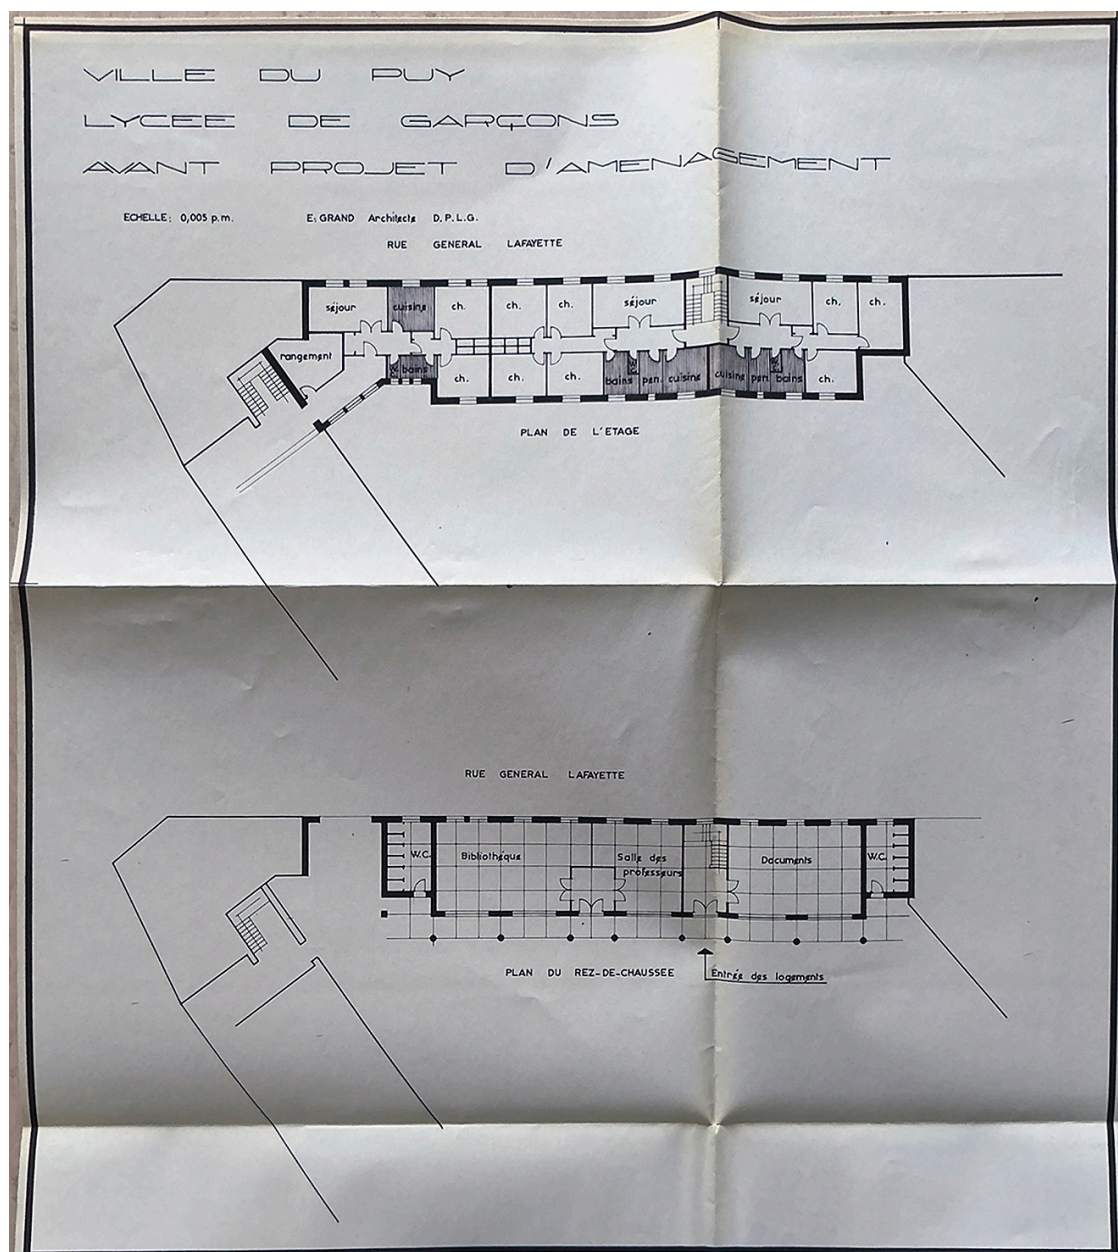 VILLE DU PUY
LYCEE DE GARÇONS
AVANT PROJET D'AMENAGEMENT
ECHELLE: 0,005 p.m. E. GRAND Architecte D.P.L.G.
RUE GENERAL LAFAYETTE
séjour cuisine ch. ch. ch. séjour séjour ch. ch.
rangement bains ch. ch. ch. bains pen. cuisine cuisine pen. bains ch.
PLAN DE L'ETAGE
RUE GENERAL LAFAYETTE
W.C. Bibliothèque Salle des professeurs Documents W.C.
PLAN DU REZ-DE-CHAUSSEE
Entrée des logements